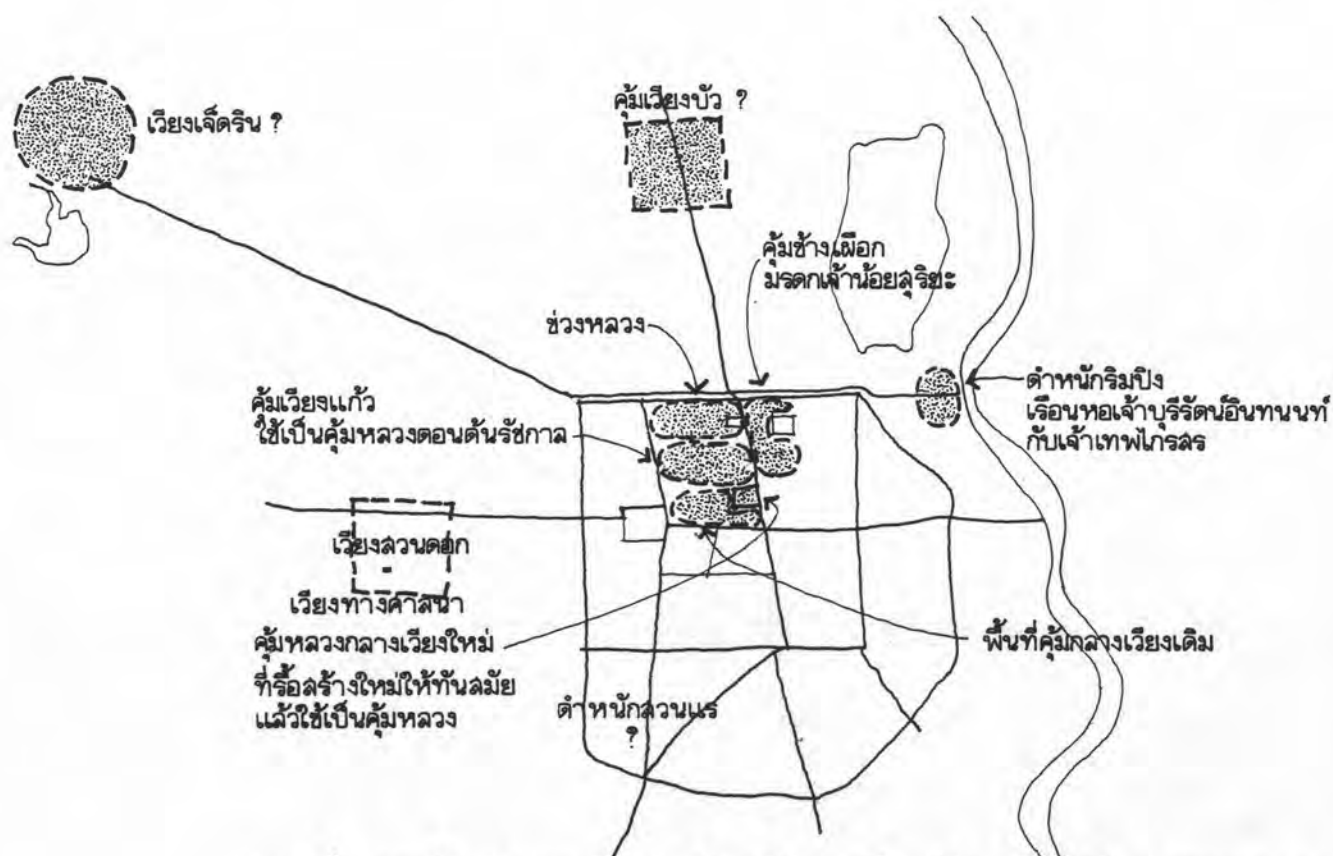 เวียงเจ็ดริน ?
คุ้มเวียงบัว ?
คุ้มช้างเผือก
มรดกเจ้าน้อยสุริยะ
ข่วงหลวง
ตำหนักริมปิง
เรือนหอเจ้าบุรีรัตน์อินทนนท์
กับเจ้าเทพไกรสร
คุ้มเวียงแก้ว
ใช้เป็นคุ้มหลวงตอนต้นรัชกาล
เวียงสวนดอก
เวียงทางศาสนา
คุ้มหลวงกลางเวียงใหม่
ที่รื้อสร้างใหม่ให้ทันสมัย
แล้วใช้เป็นคุ้มหลวง
พื้นที่คุ้มกลางเวียงเดิม
ตำหนักสวนแร
?